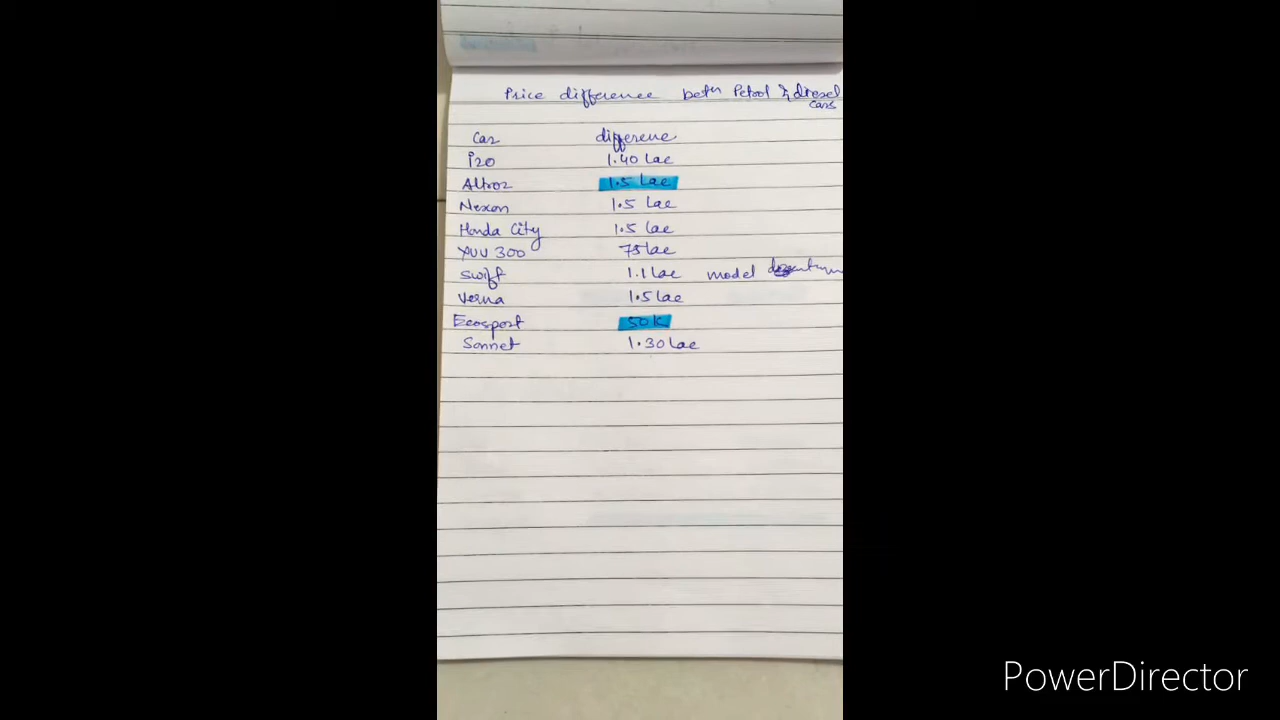 Price difference betn Petrol & diesel
cars
Car difference
i20 1.40 Lac
Altroz 1.5 Lac
Nexon 1.5 Lac
Honda City 1.5 Lac
XUV 300 75 Lac
Swift 1.1 Lac model
Verna 1.5 Lac
Ecosport 50 K
Sonnet 1.30 Lac
PowerDirector